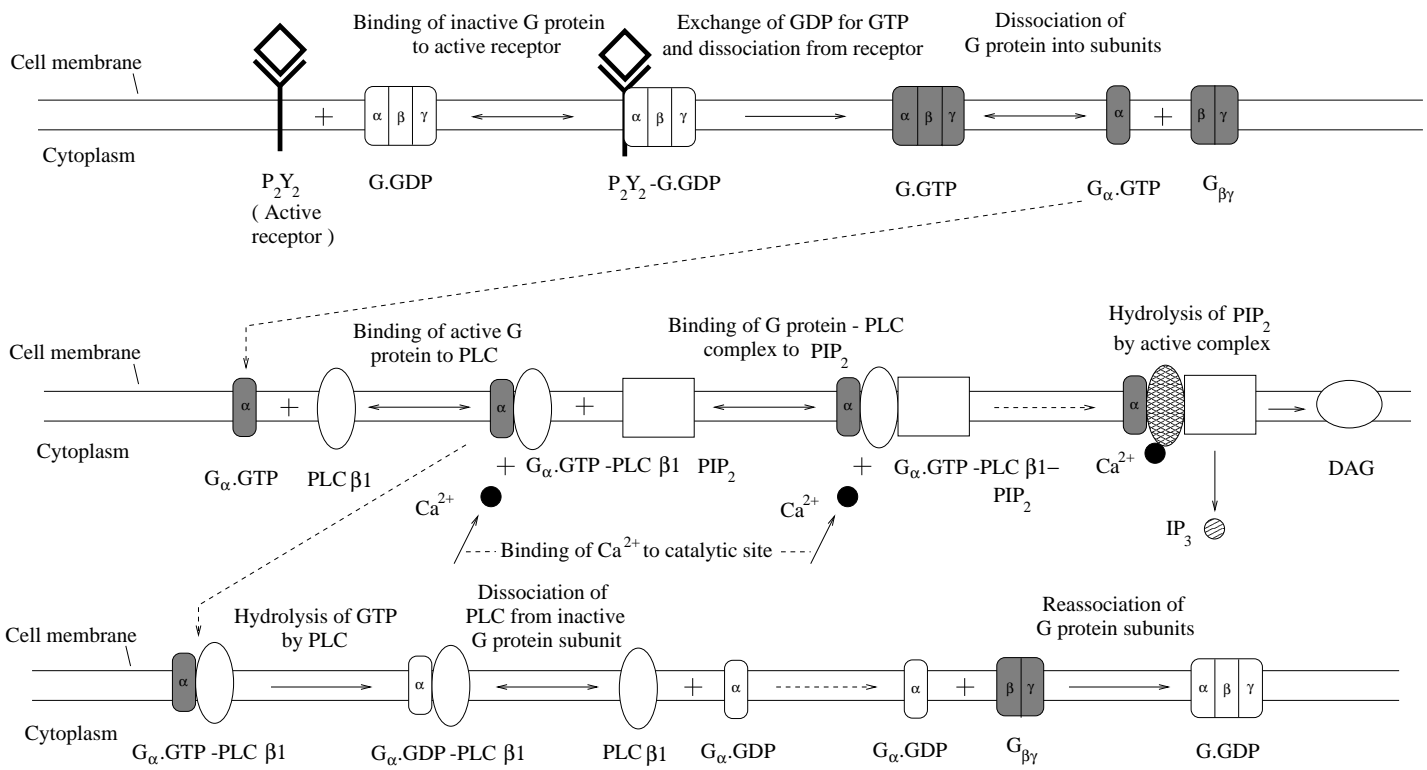 Binding of inactive G protein
to active receptor
Exchange of GDP for GTP
and dissociation from receptor
Dissociation of
G protein into subunits
Cell membrane
+
α β γ
α β γ
α β γ
α
+
β γ
Cytoplasm
P₂Y₂
( Active
receptor )
G.GDP
P₂Y₂ -G.GDP
G.GTP
Gα.GTP
Gβγ
Binding of active G
protein to PLC
Binding of G protein - PLC
complex to PIP₂
Hydrolysis of PIP₂
by active complex
Cell membrane
α
+
α
+
α
α
Cytoplasm
Gα.GTP
PLC β1
+
Gα.GTP -PLC β1
PIP₂
+
Gα.GTP -PLC β1–
PIP₂
Ca²⁺
DAG
Ca²⁺
Ca²⁺
IP₃
Binding of Ca²⁺ to catalytic site
Hydrolysis of GTP
by PLC
Dissociation of
PLC from inactive
G protein subunit
Reassociation of
G protein subunits
Cell membrane
α
α
+
α
α
+
β γ
α β γ
Cytoplasm
Gα.GTP -PLC β1
Gα.GDP -PLC β1
PLC β1
Gα.GDP
Gα.GDP
Gβγ
G.GDP